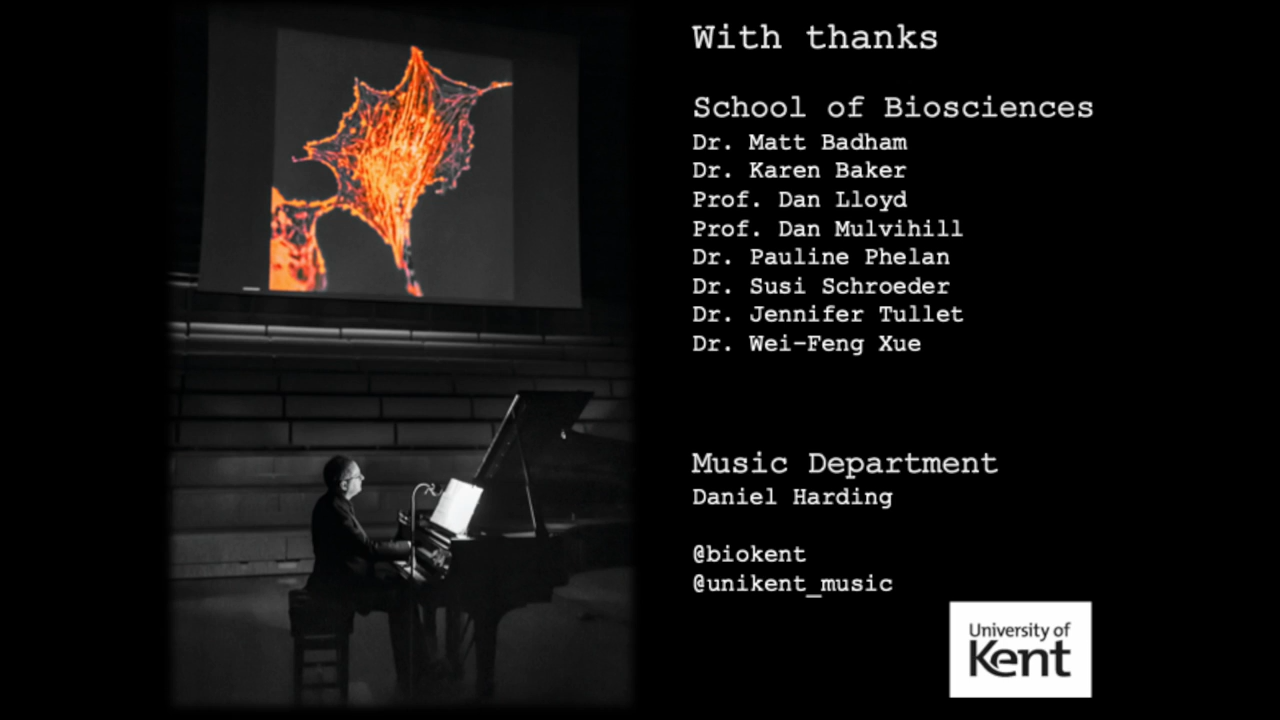 With thanks
School of Biosciences
Dr. Matt Badham
Dr. Karen Baker
Prof. Dan Lloyd
Prof. Dan Mulvihill
Dr. Pauline Phelan
Dr. Susi Schroeder
Dr. Jennifer Tullet
Dr. Wei-Feng Xue
Music Department
Daniel Harding
@biokent
@unikent_music
University of
Kent